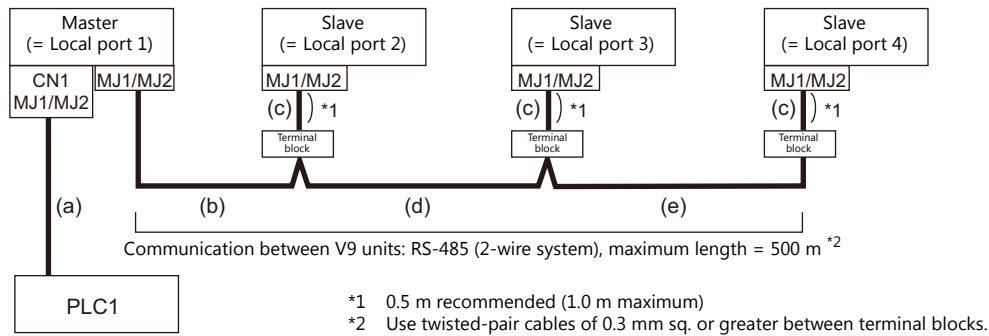 Master
(= Local port 1)
Slave
(= Local port 2)
Slave
(= Local port 3)
Slave
(= Local port 4)
CN1
MJ1/MJ2
MJ1/MJ2
MJ1/MJ2
MJ1/MJ2
MJ1/MJ2
(c)
*1
(c)
*1
(c)
*1
Terminal
block
Terminal
block
Terminal
block
(a)
(b)
(d)
(e)
Communication between V9 units: RS-485 (2-wire system), maximum length = 500 m *2
PLC1
*1 0.5 m recommended (1.0 m maximum)
*2 Use twisted-pair cables of 0.3 mm sq. or greater between terminal blocks.